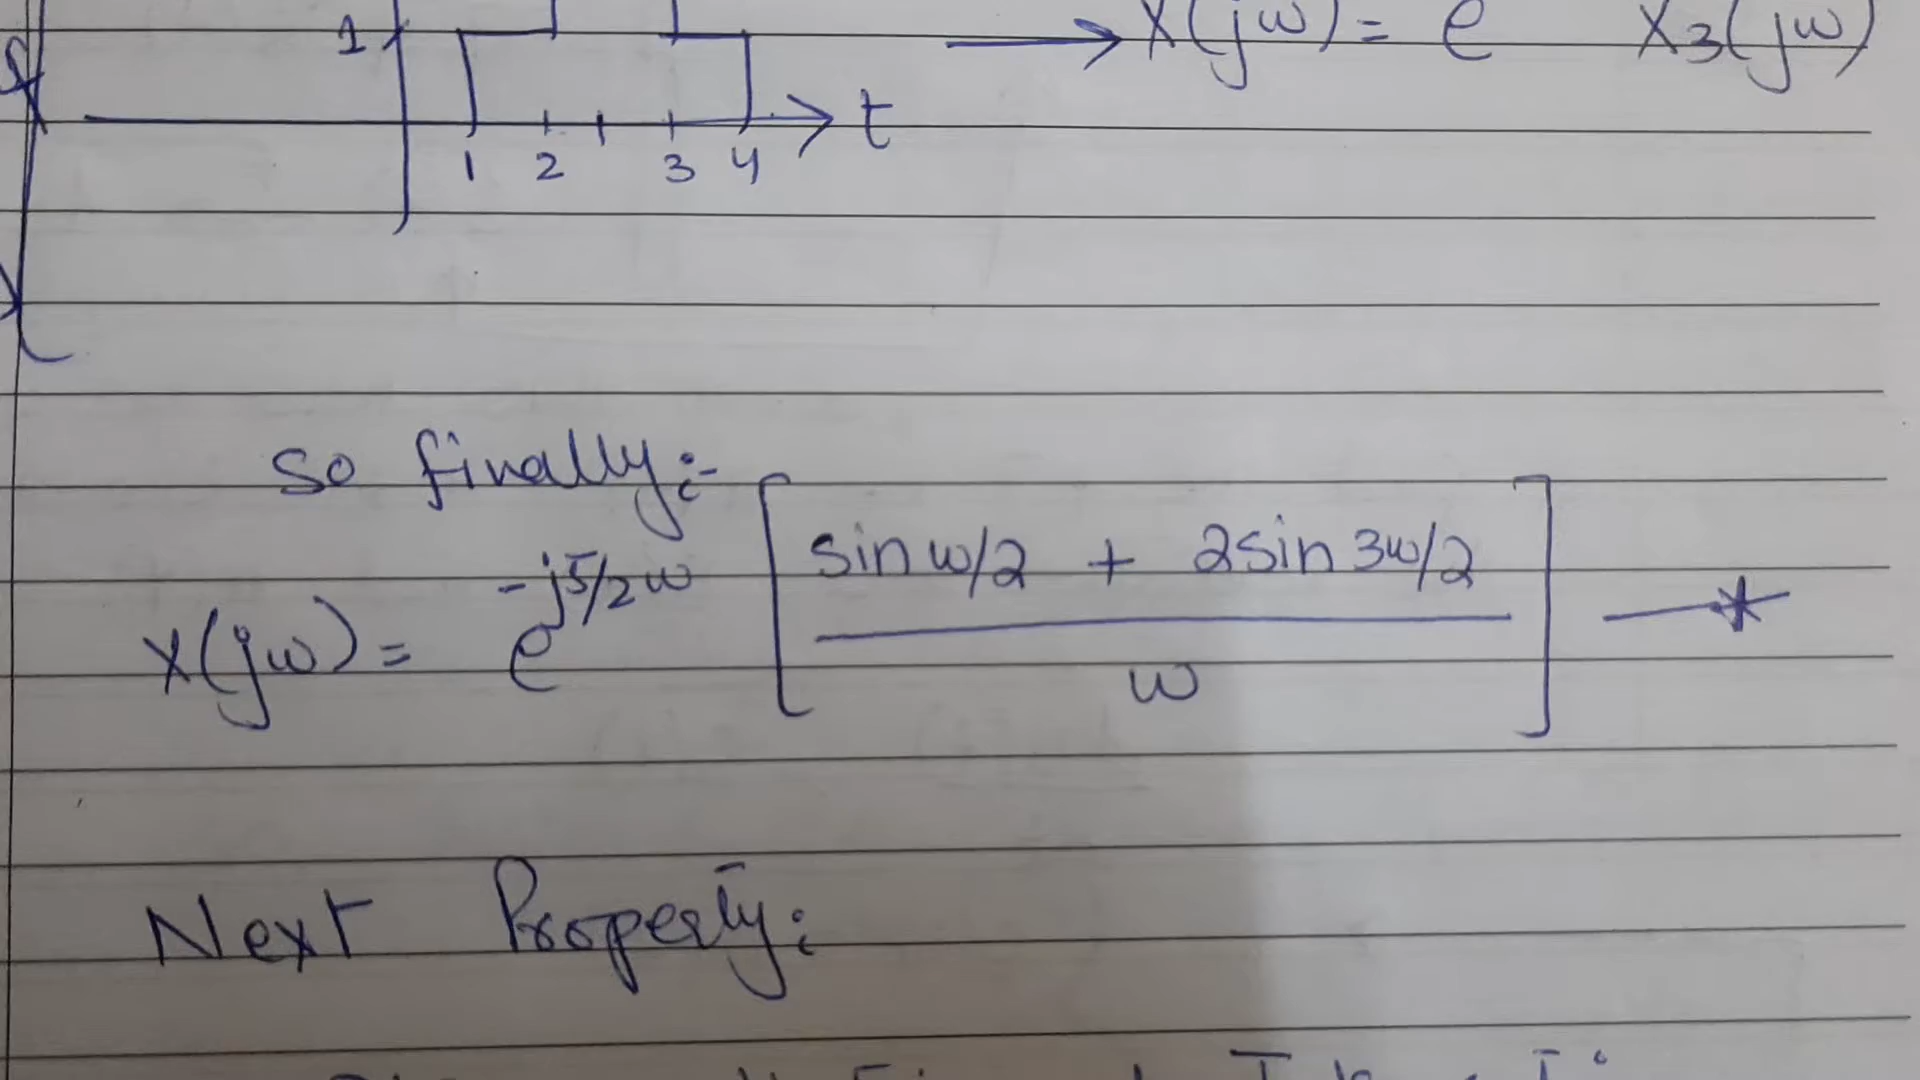 1 → X(jω) = e X₃(jω)
t
1 2 3 4
So finally:-
X(jω) = e^{-j5/2ω} [ (sin ω/2 + 2sin 3ω/2) / ω ]
Next Property: